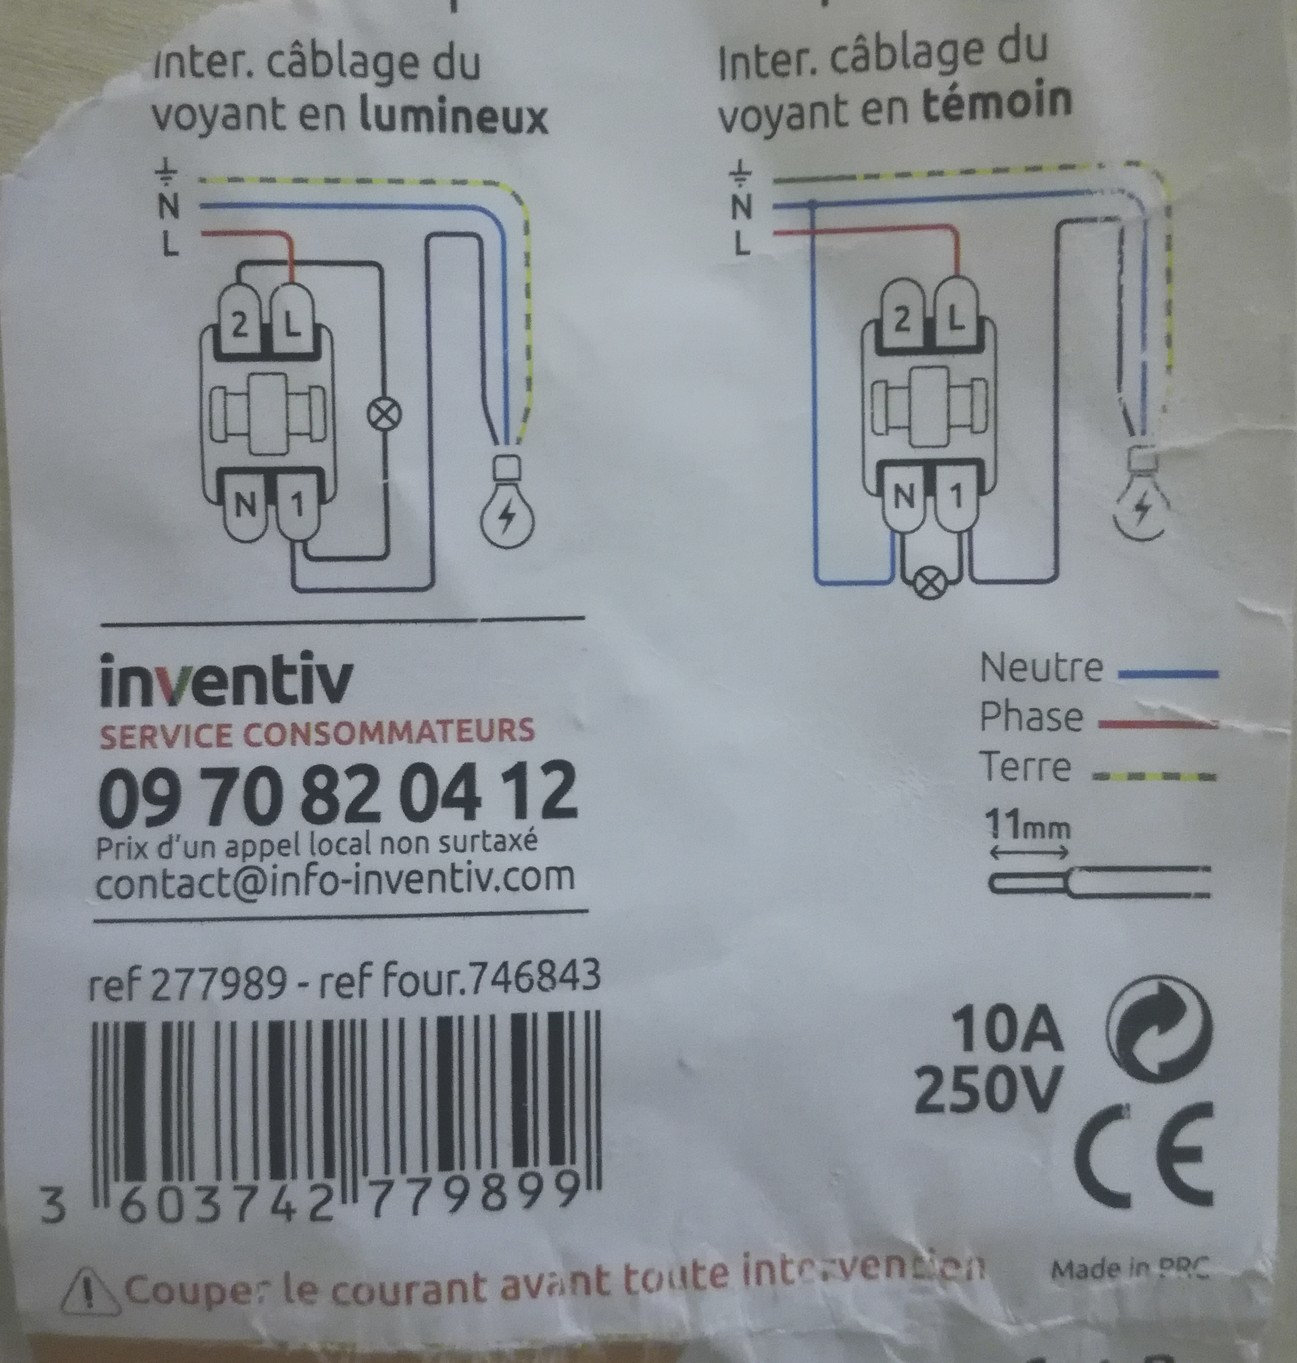 Inter. câblage du
voyant en lumineux
N
L
2 L
N 1
Inter. câblage du
voyant en témoin
N
L
2 L
N 1
inventiv
SERVICE CONSOMMATEURS
09 70 82 04 12
Prix d'un appel local non surtaxé
contact@info-inventiv.com
Neutre
Phase
Terre
11mm
ref 277989 - ref four.746843
3 603742 779899
10A
250V
CE
Couper le courant avant toute intervention
Made in PRC